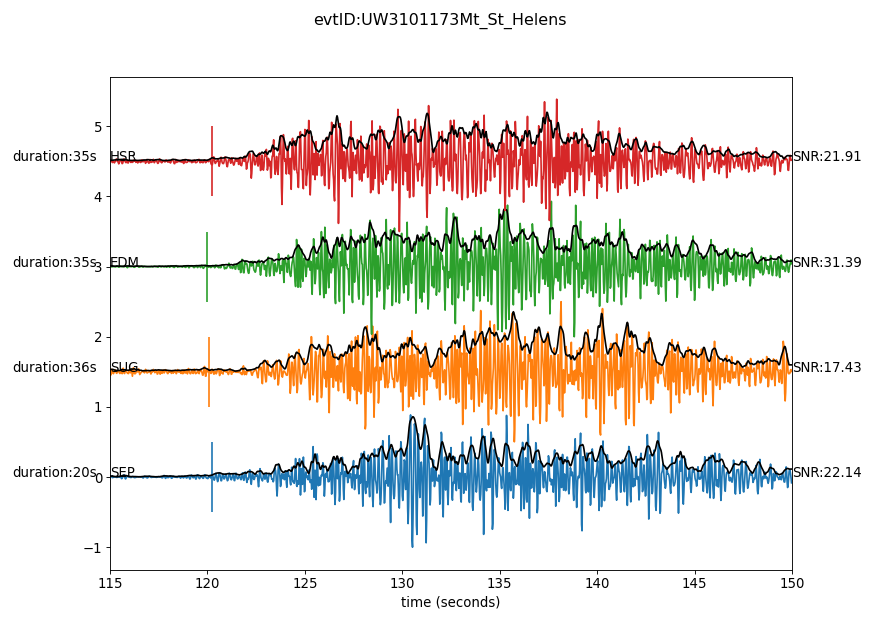 evtID:UW3101173Mt_St_Helens
5
duration:35s HSR SNR:21.91
4
duration:35s 3 EDM SNR:31.39
2
duration:36s SUG SNR:17.43
1
duration:20s 0 SEP SNR:22.14
−1
115 120 125 130 135 140 145 150
time (seconds)